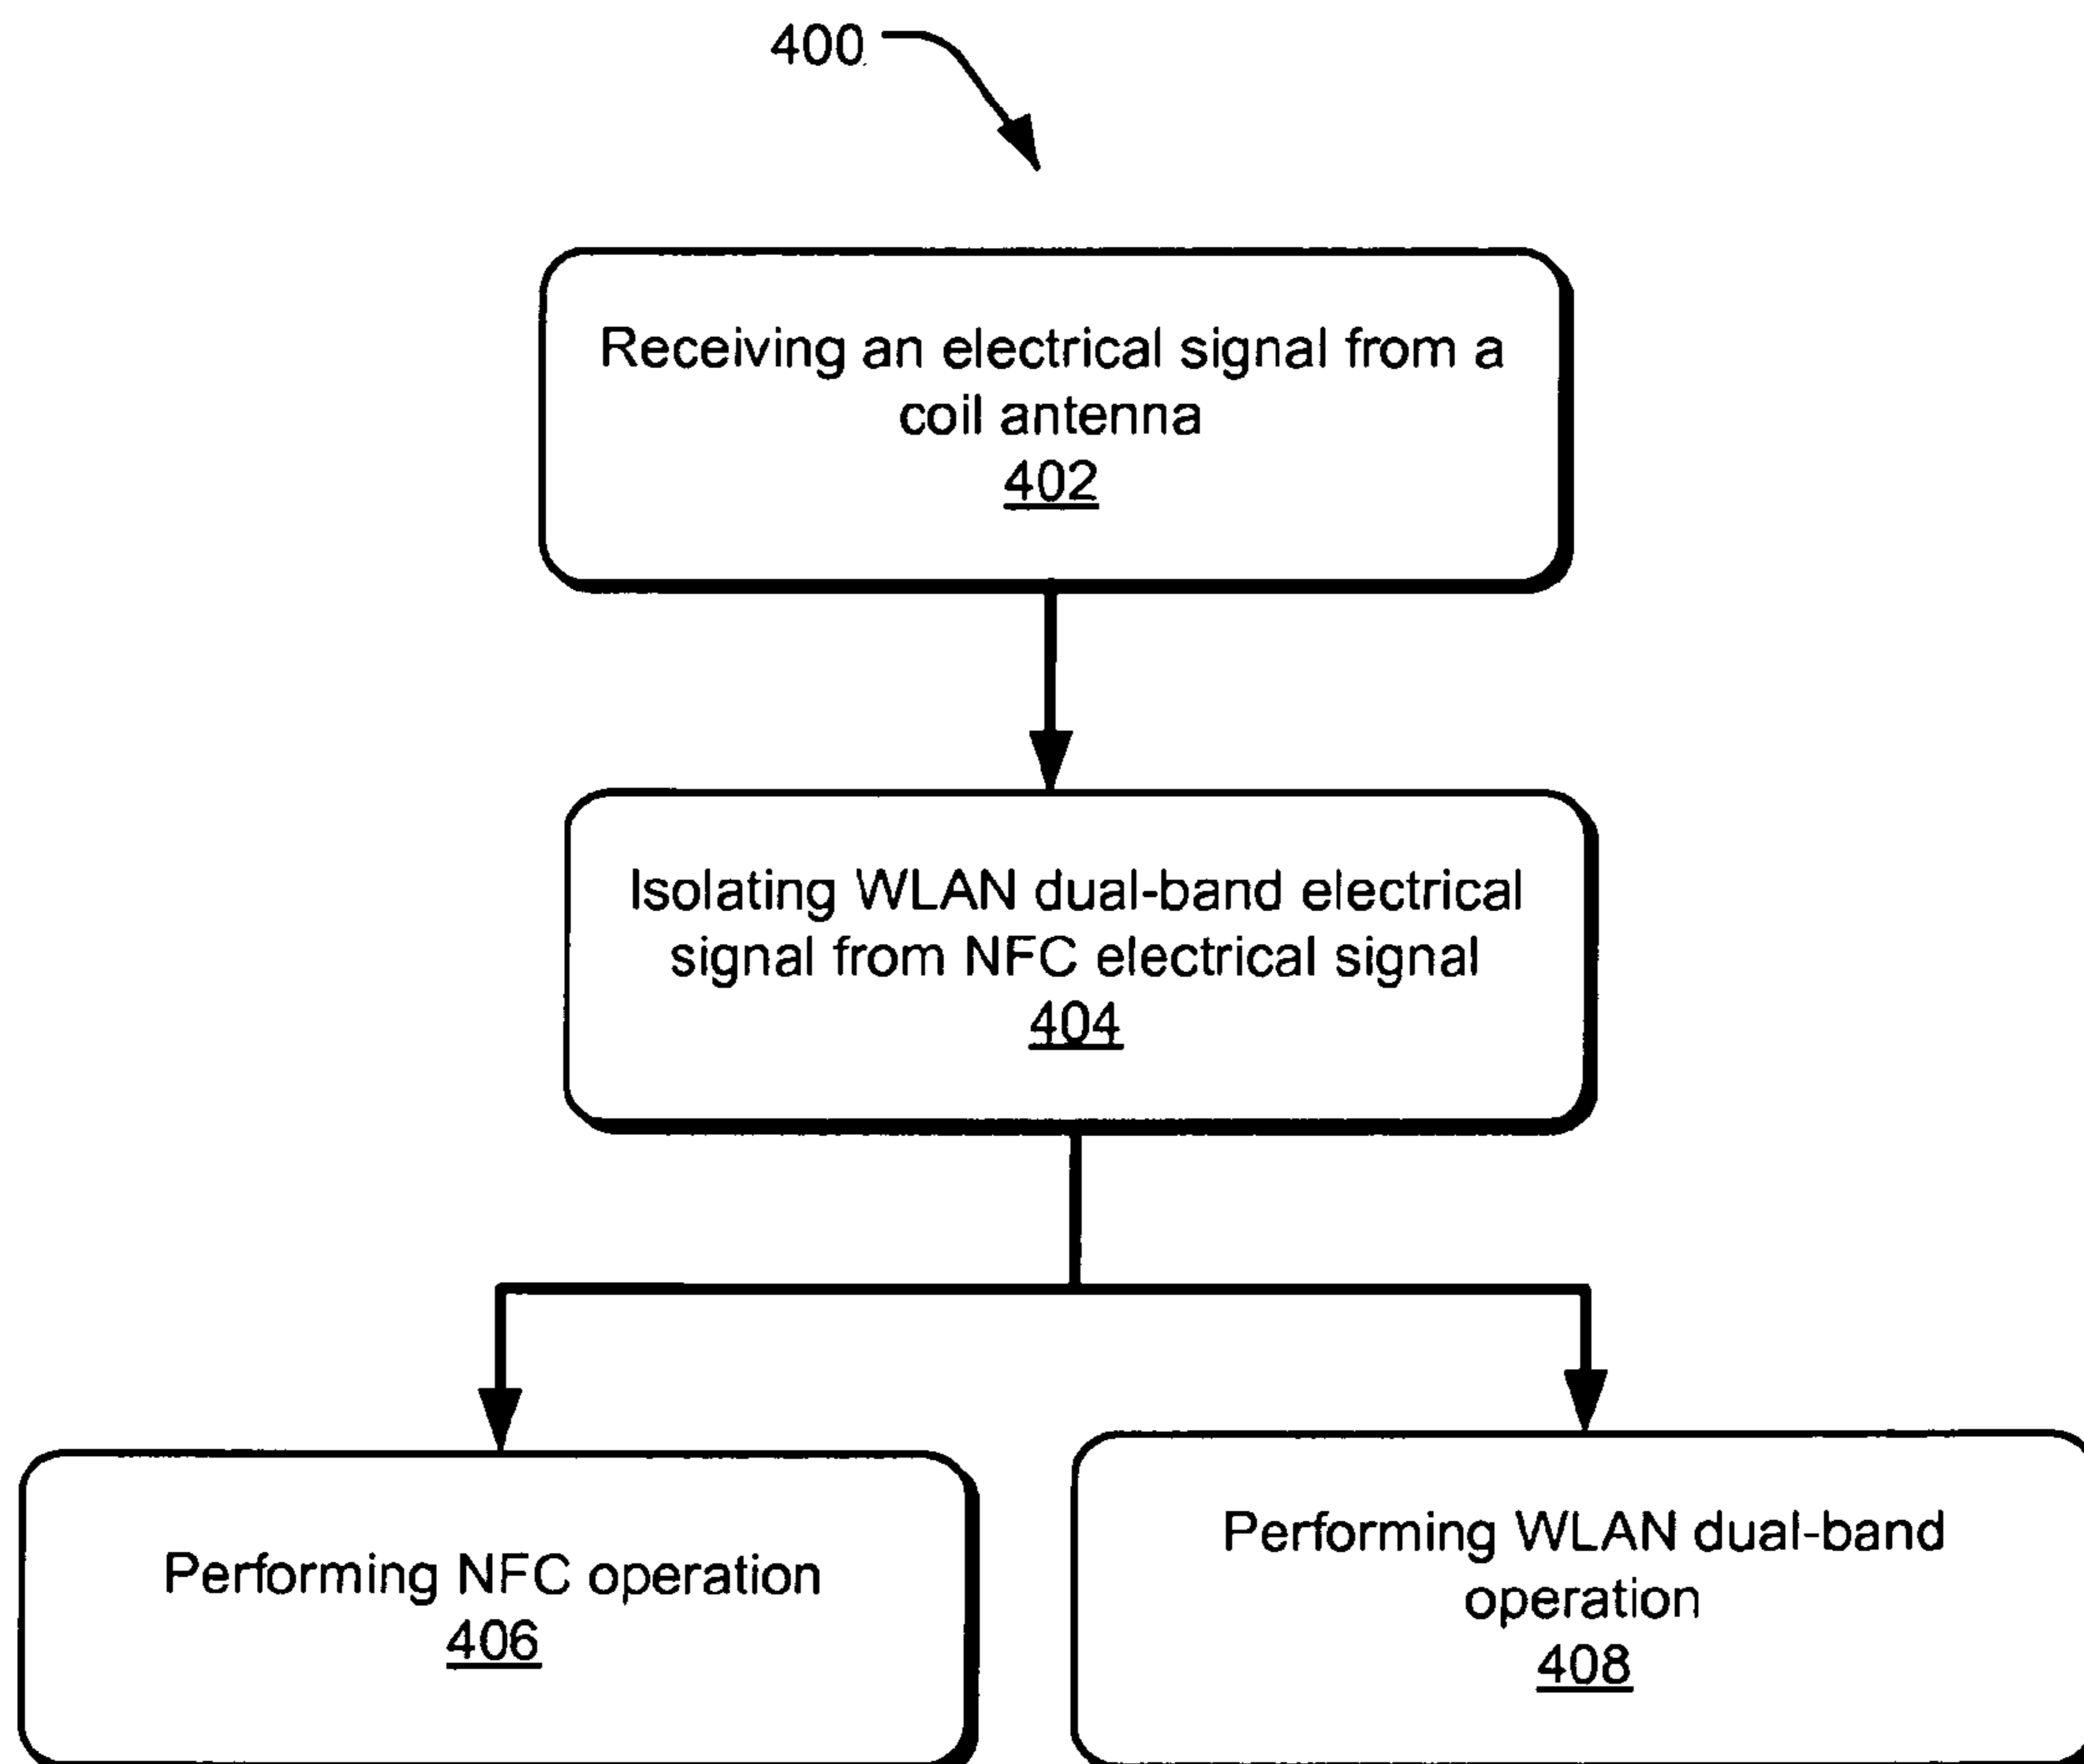 400
Receiving an electrical signal from a
coil antenna
402
Isolating WLAN dual-band electrical
signal from NFC electrical signal
404
Performing NFC operation
406
Performing WLAN dual-band
operation
408